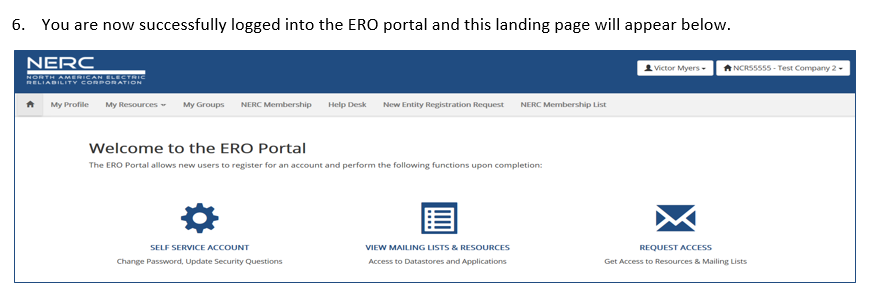 6. You are now successfully logged into the ERO portal and this landing page will appear below.
NERC
NORTH AMERICAN ELECTRIC
RELIABILITY CORPORATION
Victor Myers
NCR55555 - Test Company 2
My Profile My Resources My Groups NERC Membership Help Desk New Entity Registration Request NERC Membership List
Welcome to the ERO Portal
The ERO Portal allows new users to register for an account and perform the following functions upon completion:
SELF SERVICE ACCOUNT
Change Password, Update Security Questions
VIEW MAILING LISTS & RESOURCES
Access to Datastores and Applications
REQUEST ACCESS
Get Access to Resources & Mailing Lists